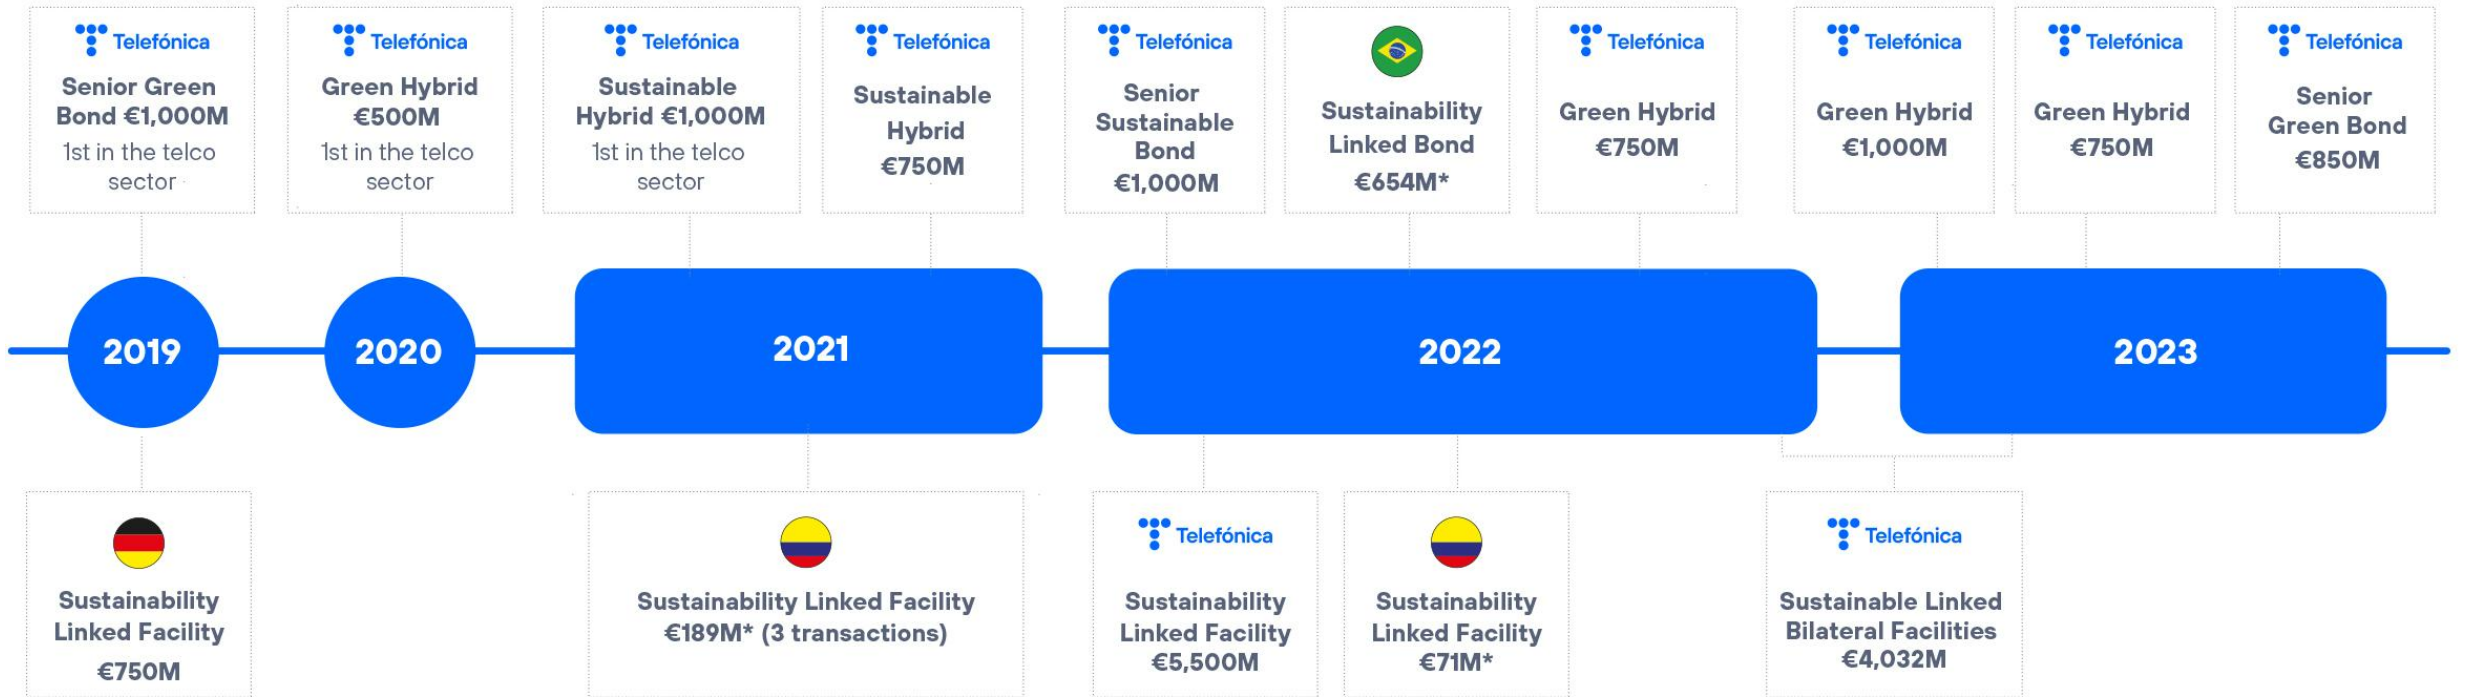 Telefónica
Senior Green
Bond €1,000M
1st in the telco
sector
Telefónica
Green Hybrid
€500M
1st in the telco
sector
Telefónica
Sustainable
Hybrid €1,000M
1st in the telco
sector
Telefónica
Sustainable
Hybrid
€750M
Telefónica
Senior
Sustainable
Bond
€1,000M
Sustainability
Linked Bond
€654M*
Telefónica
Green Hybrid
€750M
Telefónica
Green Hybrid
€1,000M
Telefónica
Green Hybrid
€750M
Telefónica
Senior
Green Bond
€850M
2019
2020
2021
2022
2023
Sustainability
Linked Facility
€750M
Sustainability Linked Facility
€189M* (3 transactions)
Telefónica
Sustainability
Linked Facility
€5,500M
Sustainability
Linked Facility
€71M*
Telefónica
Sustainable Linked
Bilateral Facilities
€4,032M